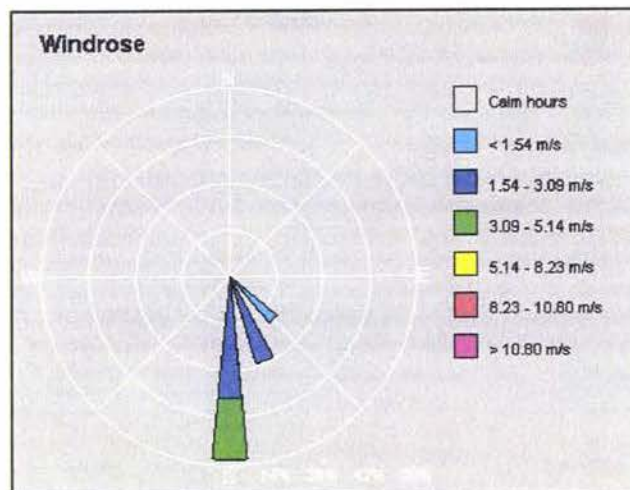 Windrose
Calm hours
< 1.54 m/s
1.54 - 3.09 m/s
3.09 - 5.14 m/s
5.14 - 8.23 m/s
8.23 - 10.80 m/s
> 10.80 m/s
E